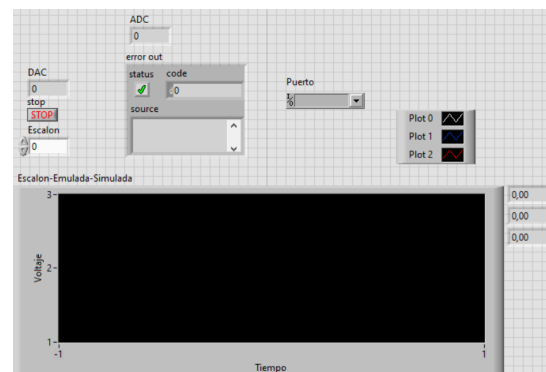 ADC
0
error out
status code
0
source
DAC
0
stop
STOP
Escalon
0
Puerto
Plot 0
Plot 1
Plot 2
Escalon-Emulada-Simulada
3
2
1
Voltaje
-1
1
Tiempo
0,00
0,00
0,00